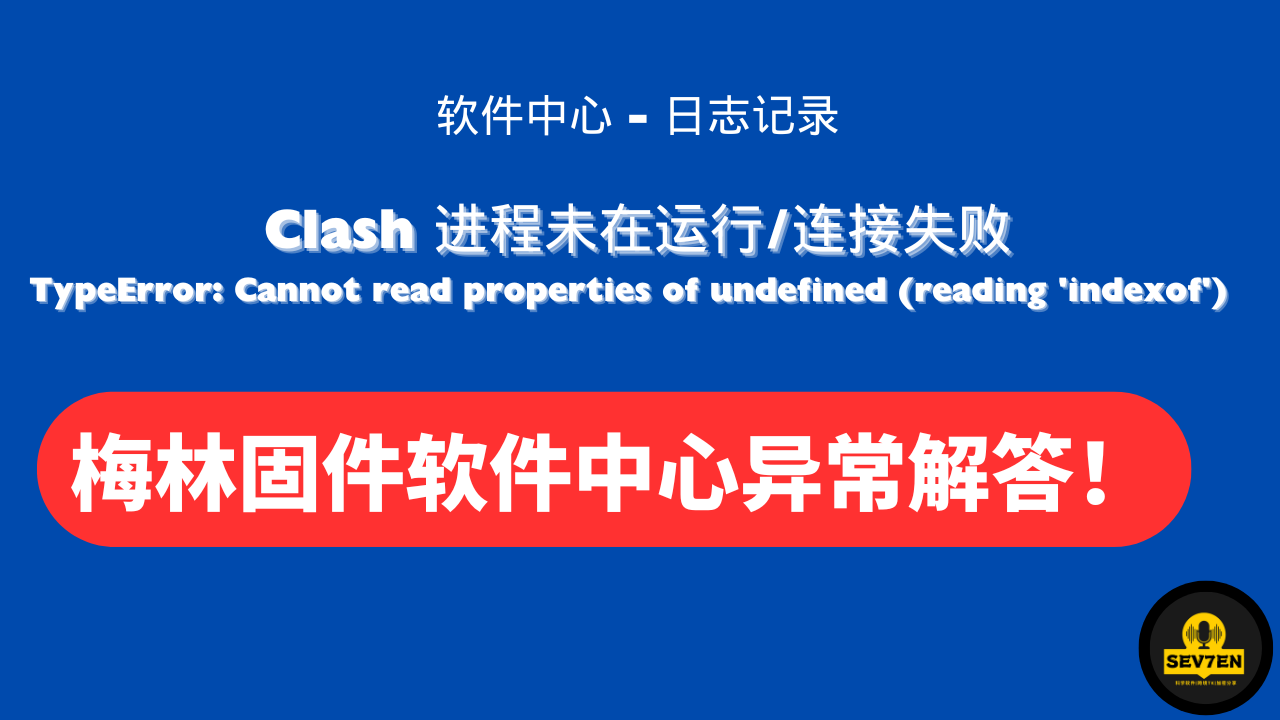 软件中心 - 日志记录
Clash 进程未在运行/连接失败
TypeError: Cannot read properties of undefined (reading 'indexof')
梅林固件软件中心异常解答！
SEV7EN